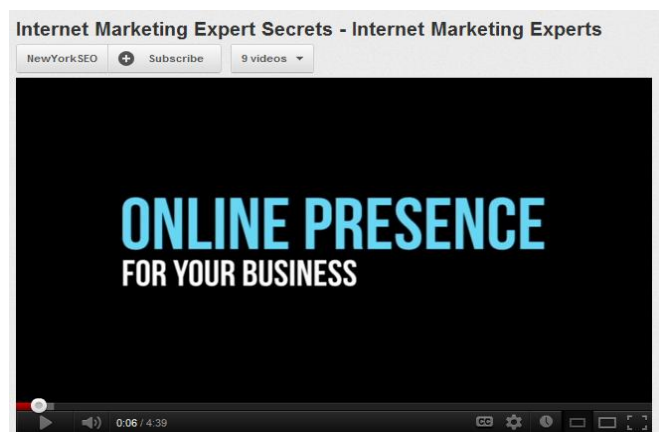 Internet Marketing Expert Secrets - Internet Marketing Experts
NewYorkSEO Subscribe 9 videos
ONLINE PRESENCE
FOR YOUR BUSINESS
0:06 / 4:39 CC